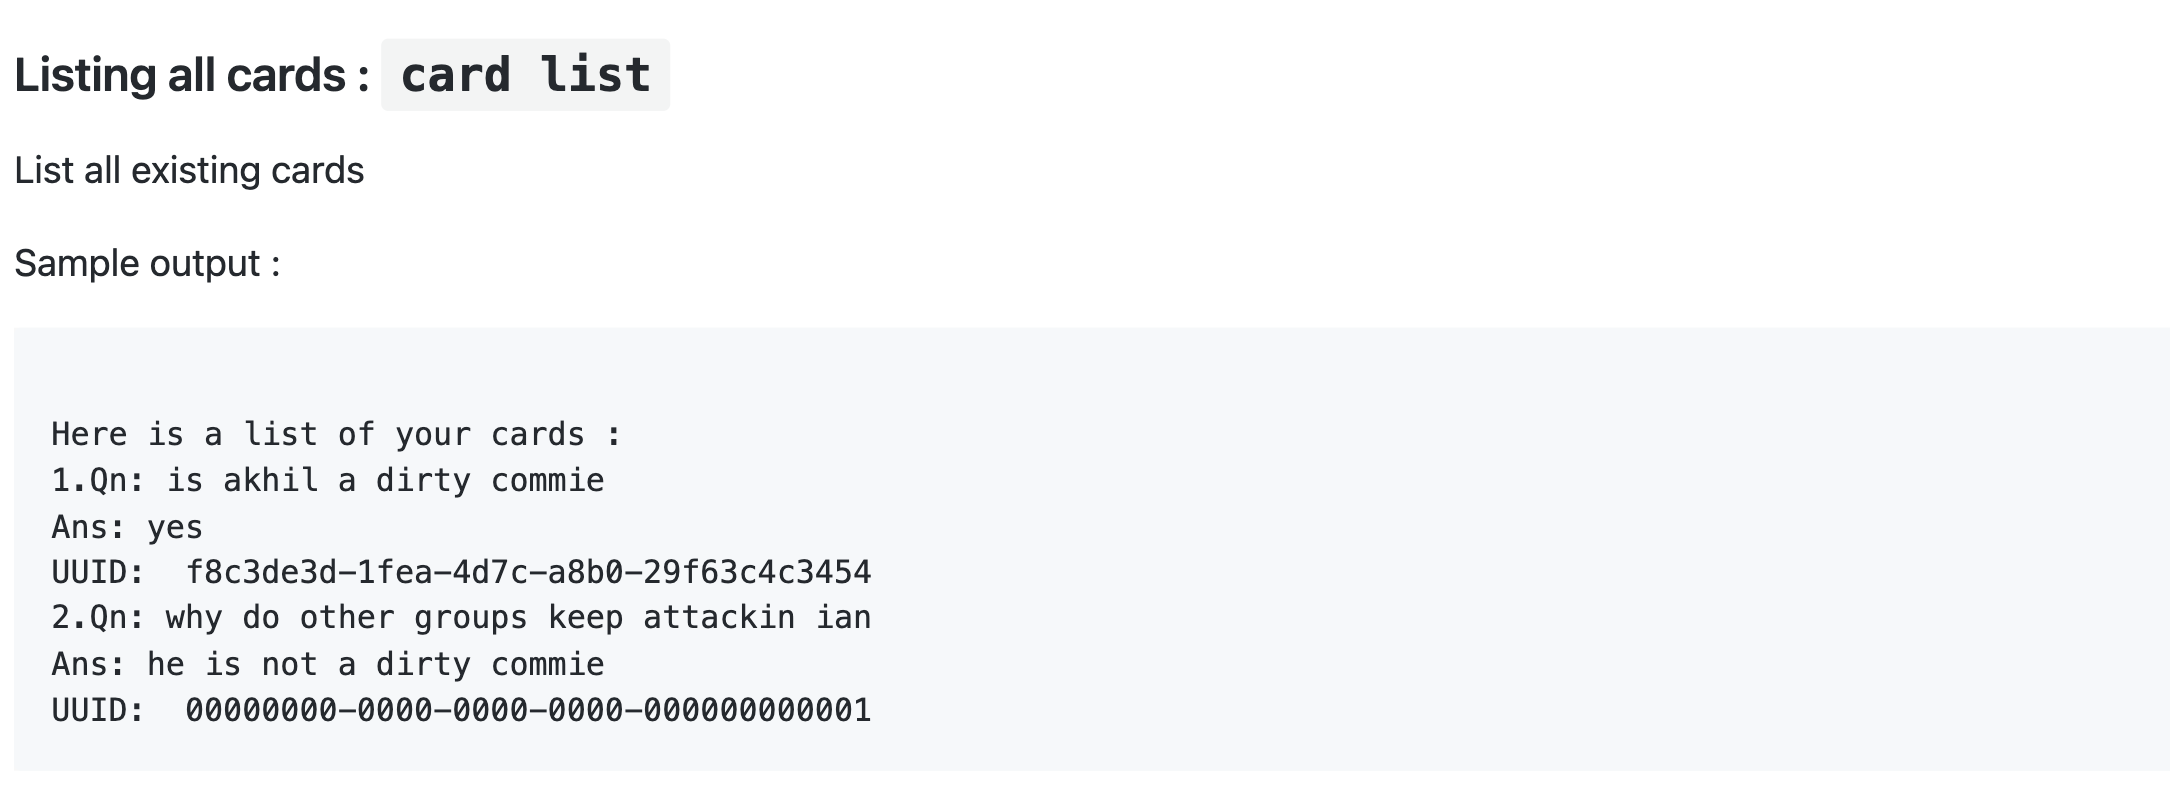 Listing all cards : card list
List all existing cards
Sample output :
Here is a list of your cards :
1.Qn: is akhil a dirty commie
Ans: yes
UUID:  f8c3de3d-1fea-4d7c-a8b0-29f63c4c3454
2.Qn: why do other groups keep attackin ian
Ans: he is not a dirty commie
UUID:  00000000-0000-0000-0000-000000000001